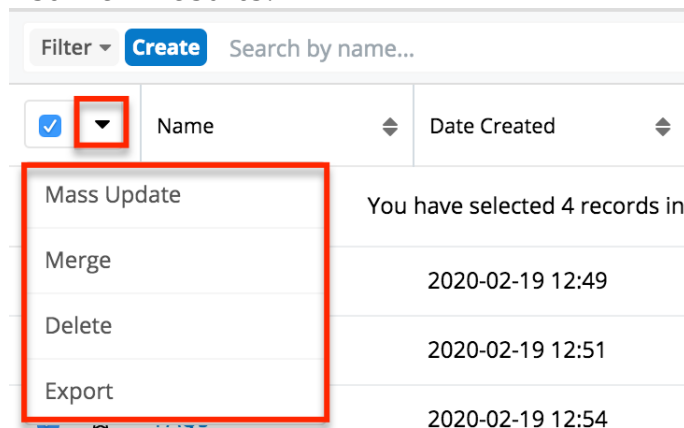 Filter Create Search by name...
Name Date Created
Mass Update
You have selected 4 records in
Merge
2020-02-19 12:49
Delete
2020-02-19 12:51
Export
2020-02-19 12:54